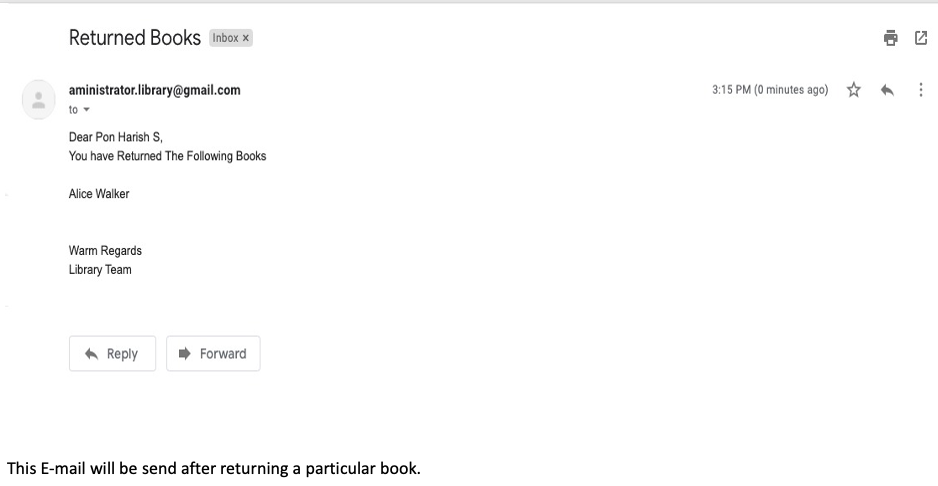 Returned Books Inbox x
aministrator.library@gmail.com 3:15 PM (0 minutes ago)
to
Dear Pon Harish S,
You have Returned The Following Books
Alice Walker
Warm Regards
Library Team
Reply Forward
This E-mail will be send after returning a particular book.